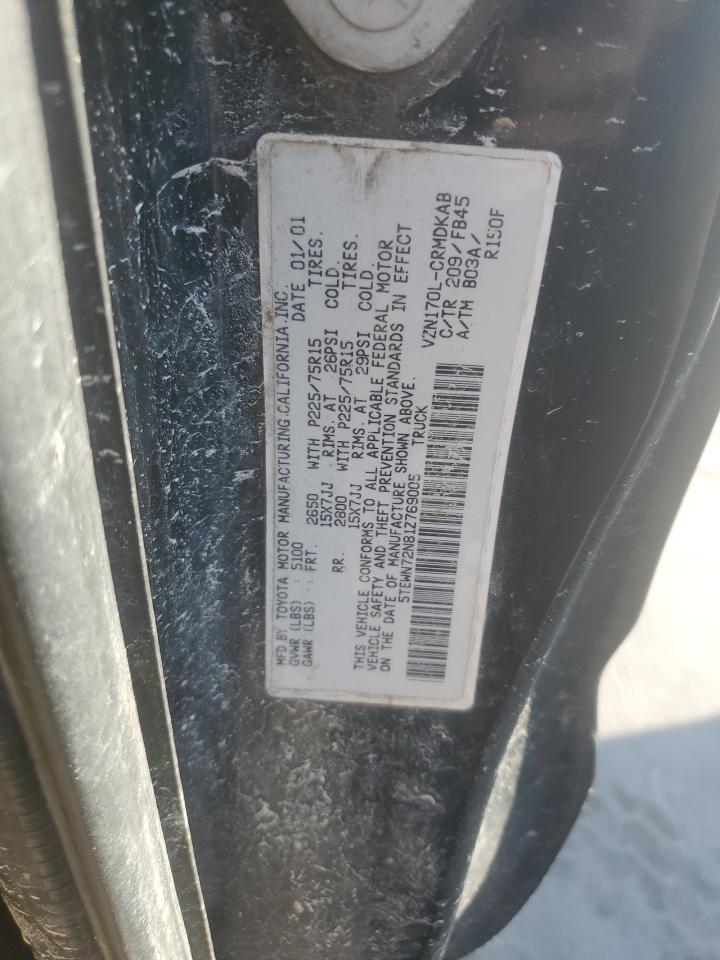 MFD.BY TOYOTA MOTOR MANUFACTURING.CALIFORNIA.INC.
GVWR (LBS) : 5100 DATE 01/01
GAWR (LBS) : FRT. 2650 WITH P225/75R15 TIRES.
15X7JJ RIMS. AT 26PSI COLD.
RR. 2800 WITH P225/75R15 TIRES.
15X7JJ RIMS. AT 29PSI COLD.
THIS VEHICLE CONFORMS TO ALL APPLICABLE FEDERAL MOTOR
VEHICLE SAFETY AND THEFT PREVENTION STANDARDS IN EFFECT
ON THE DATE OF MANUFACTURE SHOWN ABOVE.
5TEWN72N81Z769005 TRUCK
VZN170L-CRMDKAB
C/TR 209/FB45
A/TM B03A/
R150F